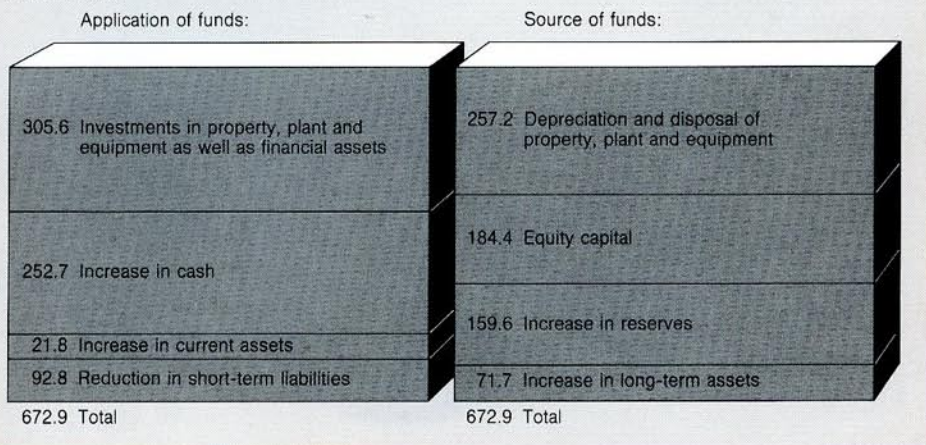 Application of funds:
305.6 Investments in property, plant and
equipment as well as financial assets
252.7 Increase in cash
21.8 Increase in current assets
92.8 Reduction in short-term liabilities
672.9 Total
Source of funds:
257.2 Depreciation and disposal of
property, plant and equipment
184.4 Equity capital
159.6 Increase in reserves
71.7 Increase in long-term assets
672.9 Total